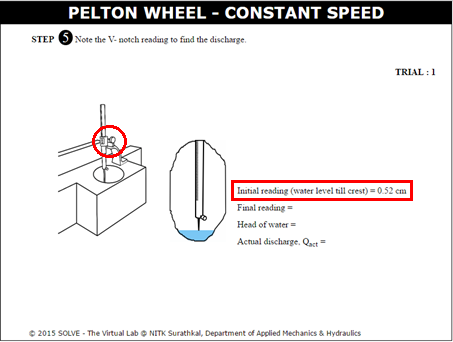 PELTON WHEEL – CONSTANT SPEED
STEP 5 Note the V- notch reading to find the discharge.
TRIAL : 1
Initial reading (water level till crest) = 0.52 cm
Final reading =
Head of water =
Actual discharge, Qact =
© 2015 SOLVE - The Virtual Lab @ NITK Surathkal, Department of Applied Mechanics & Hydraulics